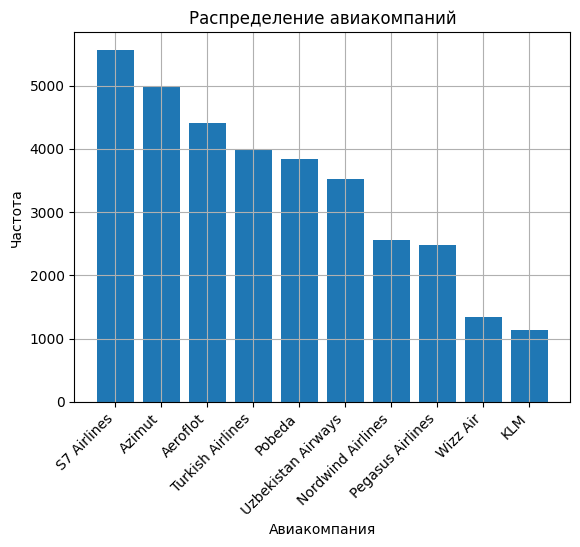 Распределение авиакомпаний
Частота
5000
4000
3000
2000
1000
0
S7 Airlines
Azimut
Aeroflot
Turkish Airlines
Pobeda
Uzbekistan Airways
Nordwind Airlines
Pegasus Airlines
Wizz Air
KLM
Авиакомпания